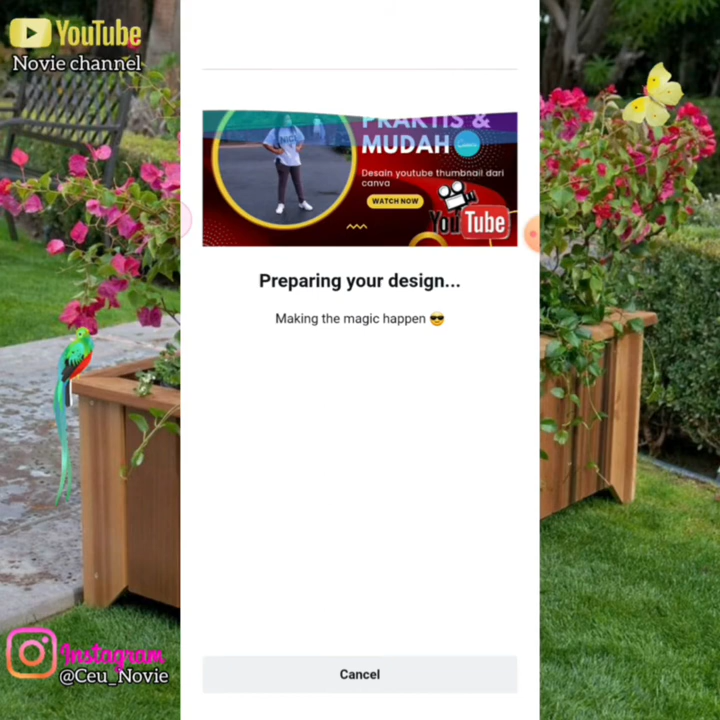 YouTube
Novie channel
PRAKTIS &
MUDAH
Desain youtube thumbnail dari
canva
WATCH NOW
YouTube
Preparing your design...
Making the magic happen 😎
Cancel
Instagram
@Ceu_Novie